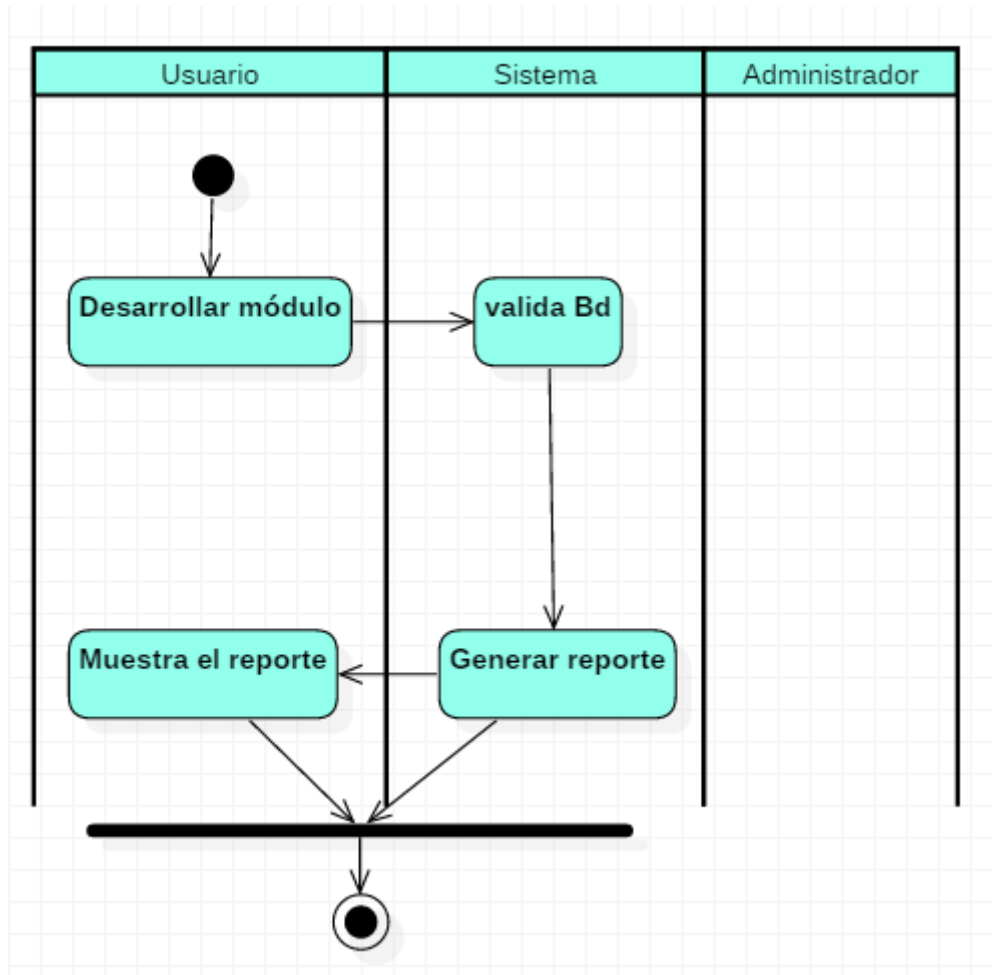 Usuario
Sistema
Administrador
Desarrollar módulo
valida Bd
Muestra el reporte
Generar reporte